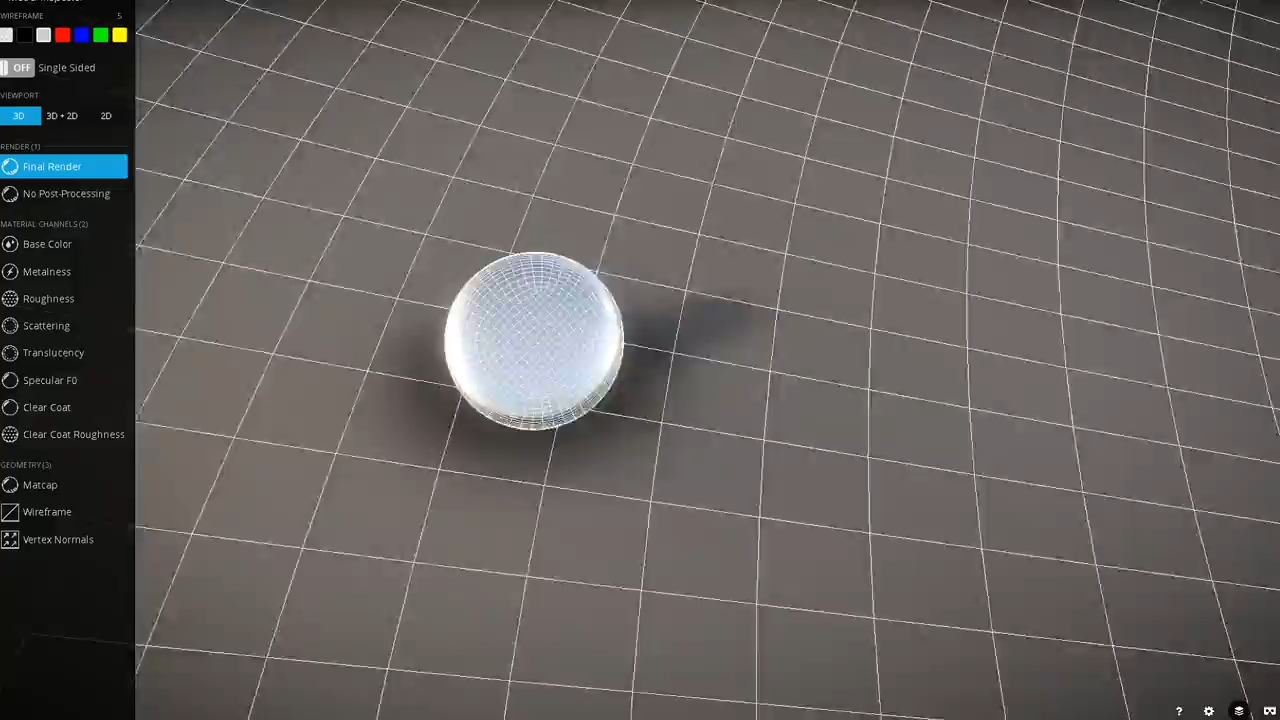 WIREFRAME 5
OFF Single Sided
VIEWPORT
3D 3D + 2D 2D
RENDER (1)
Final Render
No Post-Processing
MATERIAL CHANNELS (2)
Base Color
Metalness
Roughness
Scattering
Translucency
Specular F0
Clear Coat
Clear Coat Roughness
GEOMETRY (3)
Matcap
Wireframe
Vertex Normals
?